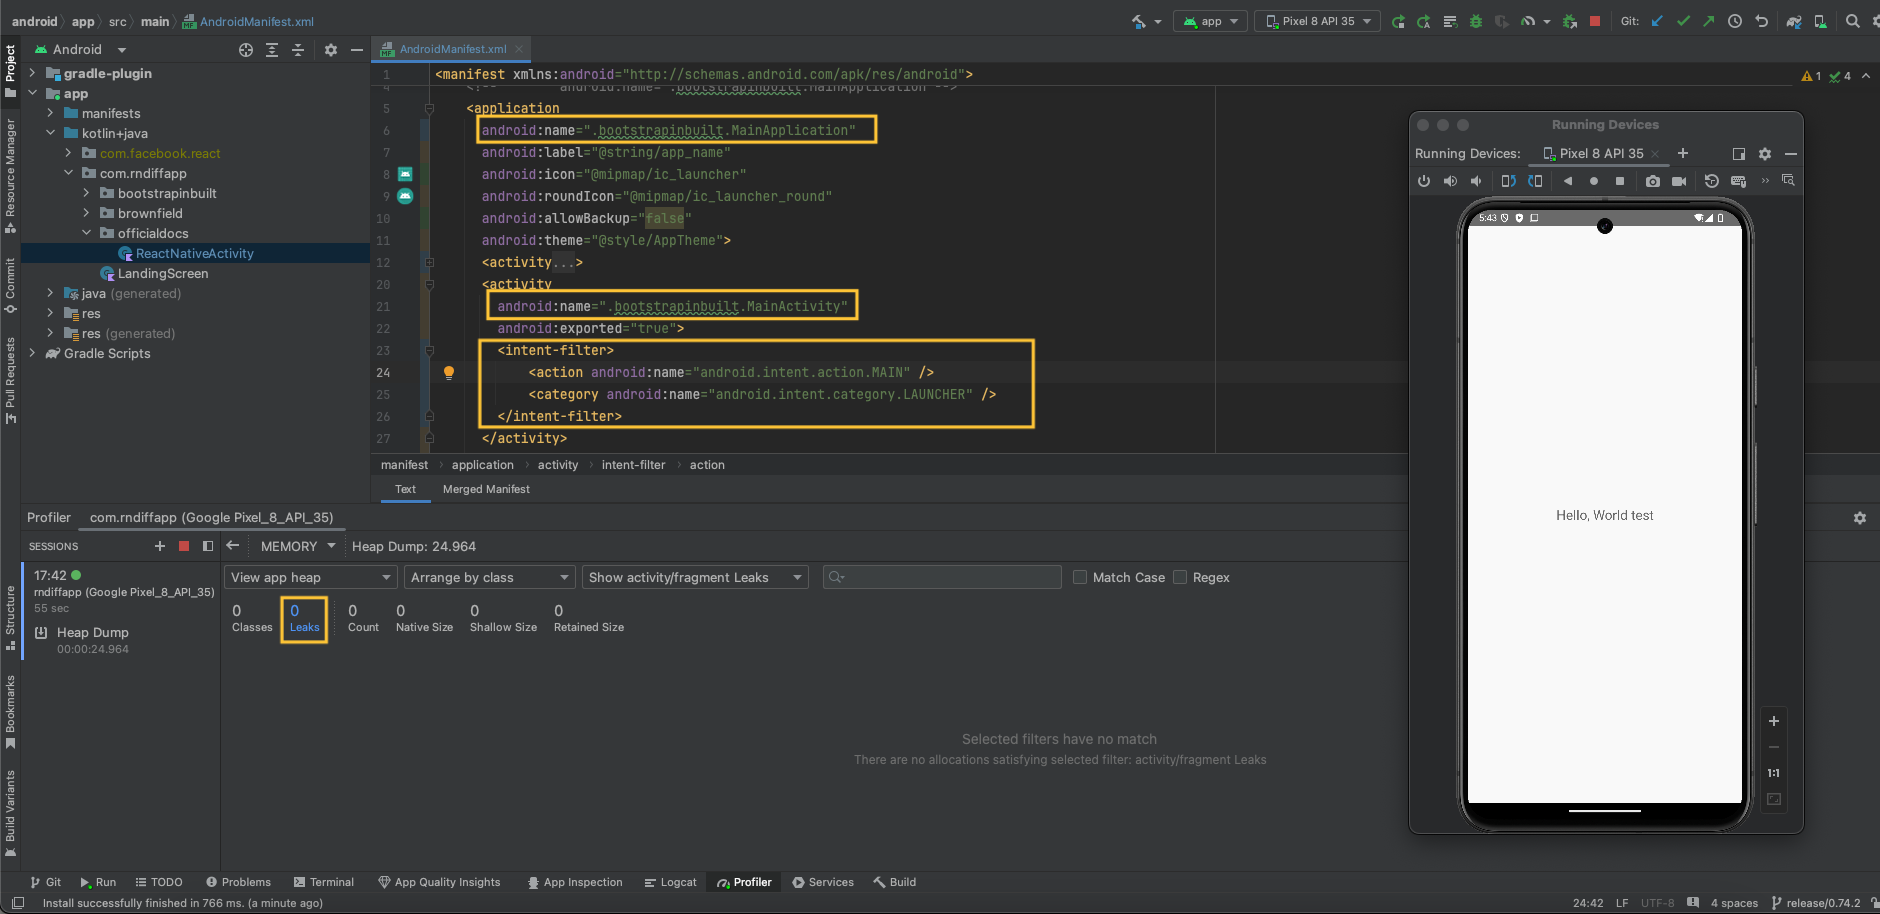 android app src main AndroidManifest.xml
app Pixel 8 API 35 Git:
Android
AndroidManifest.xml
Project
Resource Manager
Commit
Pull Requests
Structure
Bookmarks
Build Variants
gradle-plugin
app
manifests
kotlin+java
com.facebook.react
com.rndiffapp
bootstrapinbuilt
brownfield
officialdocs
ReactNativeActivity
LandingScreen
java (generated)
res
res (generated)
Gradle Scripts
1 <manifest xmlns:android="http://schemas.android.com/apk/res/android">
4 <!-- android:name=".bootstrapinbuilt.MainApplication"-->
5 <application
6 android:name=".bootstrapinbuilt.MainApplication"
7 android:label="@string/app_name"
8 android:icon="@mipmap/ic_launcher"
9 android:roundIcon="@mipmap/ic_launcher_round"
10 android:allowBackup="false"
11 android:theme="@style/AppTheme">
12 <activity...>
20 <activity
21 android:name=".bootstrapinbuilt.MainActivity"
22 android:exported="true">
23 <intent-filter>
24 <action android:name="android.intent.action.MAIN" />
25 <category android:name="android.intent.category.LAUNCHER" />
26 </intent-filter>
27 </activity>
1 4
manifest application activity intent-filter action
Text Merged Manifest
Running Devices
Running Devices: Pixel 8 API 35
5:43
Hello, World test
1:1
Profiler com.rndiffapp (Google Pixel_8_API_35)
SESSIONS
MEMORY Heap Dump: 24.964
17:42
rndiffapp (Google Pixel_8_API_35)
55 sec
Heap Dump
00:00:24.964
View app heap Arrange by class Show activity/fragment Leaks Match Case Regex
0 0 0 0 0 0
Classes Leaks Count Native Size Shallow Size Retained Size
Selected filters have no match
There are no allocations satisfying selected filter: activity/fragment Leaks
Git Run TODO Problems Terminal App Quality Insights App Inspection Logcat Profiler Services Build
Install successfully finished in 766 ms. (a minute ago)
24:42 LF UTF-8 4 spaces release/0.74.2